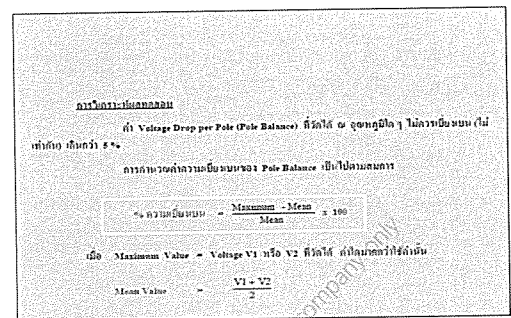 การวิเคราะห์ผลทดสอบ
ค่า Voltage Drop per Pole (Pole Balance) ที่วัดได้ ณ อุณหภูมิใด ๆ ไม่ควรเบี่ยงเบน (ไม่
เท่ากัน) เกินกว่า 5 %
การคำนวณค่าความเบี่ยงเบนของ Pole Balance เป็นไปตามสมการ
% ความเบี่ยงเบน = Maximum - Mean
Mean x 100
เมื่อ Maximum Value = Voltage V1 หรือ V2 ที่วัดได้ ค่าใดมากกว่าใช้ค่านั้น
Mean Value = V1 + V2
2
company only